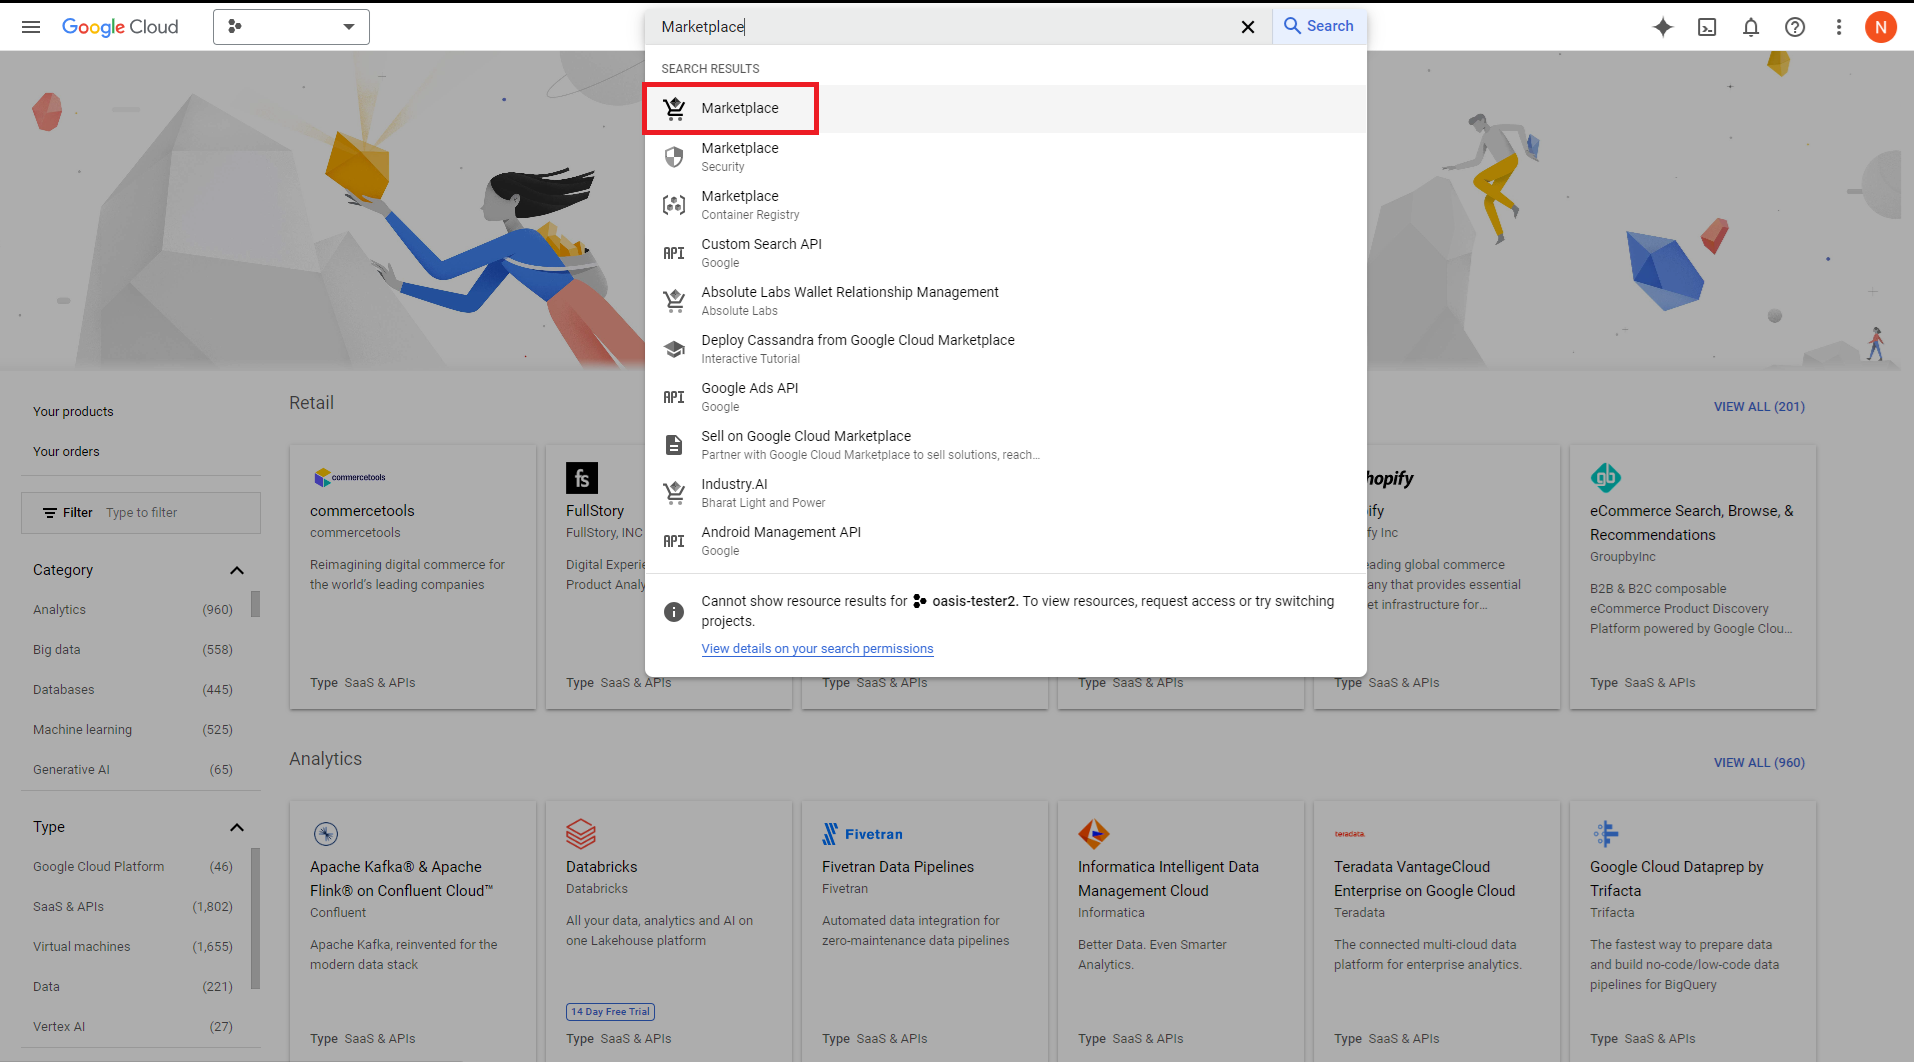 Google Cloud
Marketplace
Search
N
SEARCH RESULTS
Marketplace
Marketplace
Security
Marketplace
Container Registry
API
Custom Search API
Google
Absolute Labs Wallet Relationship Management
Absolute Labs
Deploy Cassandra from Google Cloud Marketplace
Interactive Tutorial
API
Google Ads API
Google
Sell on Google Cloud Marketplace
Partner with Google Cloud Marketplace to sell solutions, reach...
Industry.AI
Bharat Light and Power
API
Android Management API
Google
Cannot show resource results for oasis-tester2. To view resources, request access or try switching
projects.
View details on your search permissions
Your products
Your orders
Filter Type to filter
Category
Analytics (960)
Big data (558)
Databases (445)
Machine learning (525)
Generative AI (65)
Type
Google Cloud Platform (46)
SaaS & APIs (1,802)
Virtual machines (1,655)
Data (221)
Vertex AI (27)
Retail
VIEW ALL (201)
commercetools
commercetools
commercetools
Reimagining digital commerce for
the world's leading companies
Type SaaS & APIs
fs
FullStory
FullStory, INC
Digital Experie
Product Analy
Type SaaS & APIs
Type SaaS & APIs
Type SaaS & APIs
hopify
ify
fy Inc
eading global commerce
any that provides essential
et infrastructure for...
Type SaaS & APIs
gb
eCommerce Search, Browse, &
Recommendations
GroupbyInc
B2B & B2C composable
eCommerce Product Discovery
Platform powered by Google Clou...
Type SaaS & APIs
Analytics
VIEW ALL (960)
Apache Kafka® & Apache
Flink® on Confluent Cloud™
Confluent
Apache Kafka, reinvented for the
modern data stack
Type SaaS & APIs
Databricks
Databricks
All your data, analytics and AI on
one Lakehouse platform
14 Day Free Trial
Type SaaS & APIs
Fivetran
Fivetran Data Pipelines
Fivetran
Automated data integration for
zero-maintenance data pipelines
Type SaaS & APIs
Informatica Intelligent Data
Management Cloud
Informatica
Better Data. Even Smarter
Analytics.
Type SaaS & APIs
teradata.
Teradata VantageCloud
Enterprise on Google Cloud
Teradata
The connected multi-cloud data
platform for enterprise analytics.
Type SaaS & APIs
Google Cloud Dataprep by
Trifacta
Trifacta
The fastest way to prepare data
and build no-code/low-code data
pipelines for BigQuery
Type SaaS & APIs